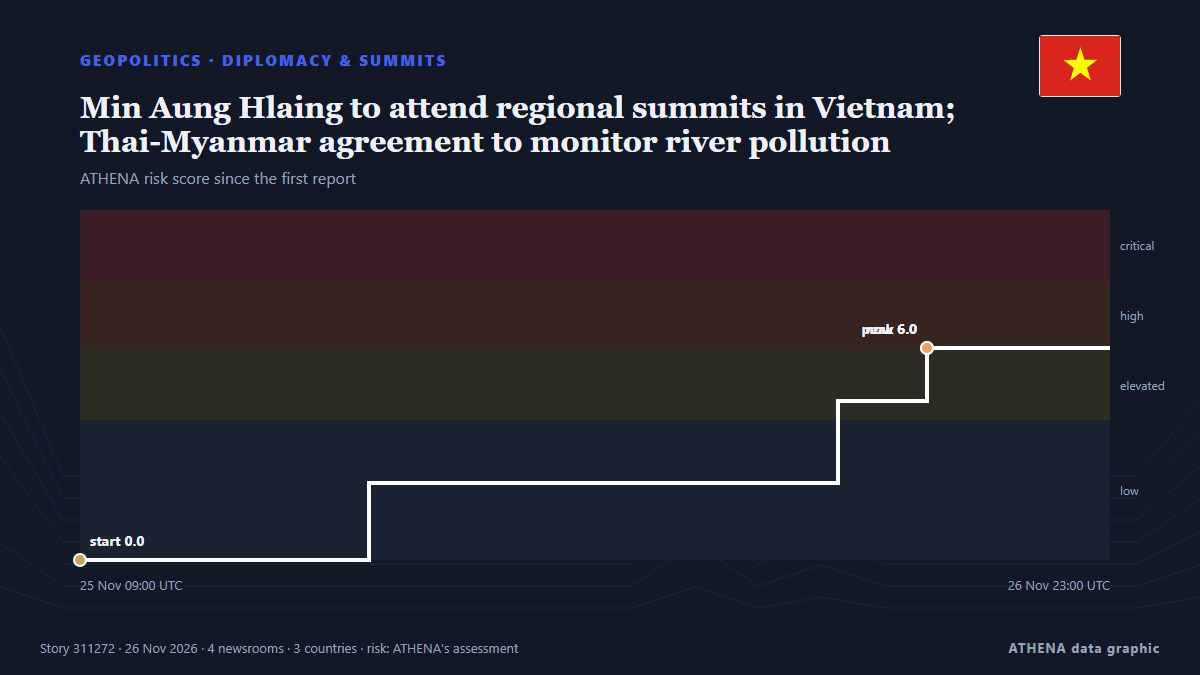 GEOPOLITICS · DIPLOMACY & SUMMITS
Min Aung Hlaing to attend regional summits in Vietnam;
Thai-Myanmar agreement to monitor river pollution
ATHENA risk score since the first report
critical
high
peak 6.0
elevated
low
start 0.0
25 Nov 09:00 UTC
26 Nov 23:00 UTC
Story 311272 · 26 Nov 2026 · 4 newsrooms · 3 countries · risk: ATHENA's assessment
ATHENA data graphic